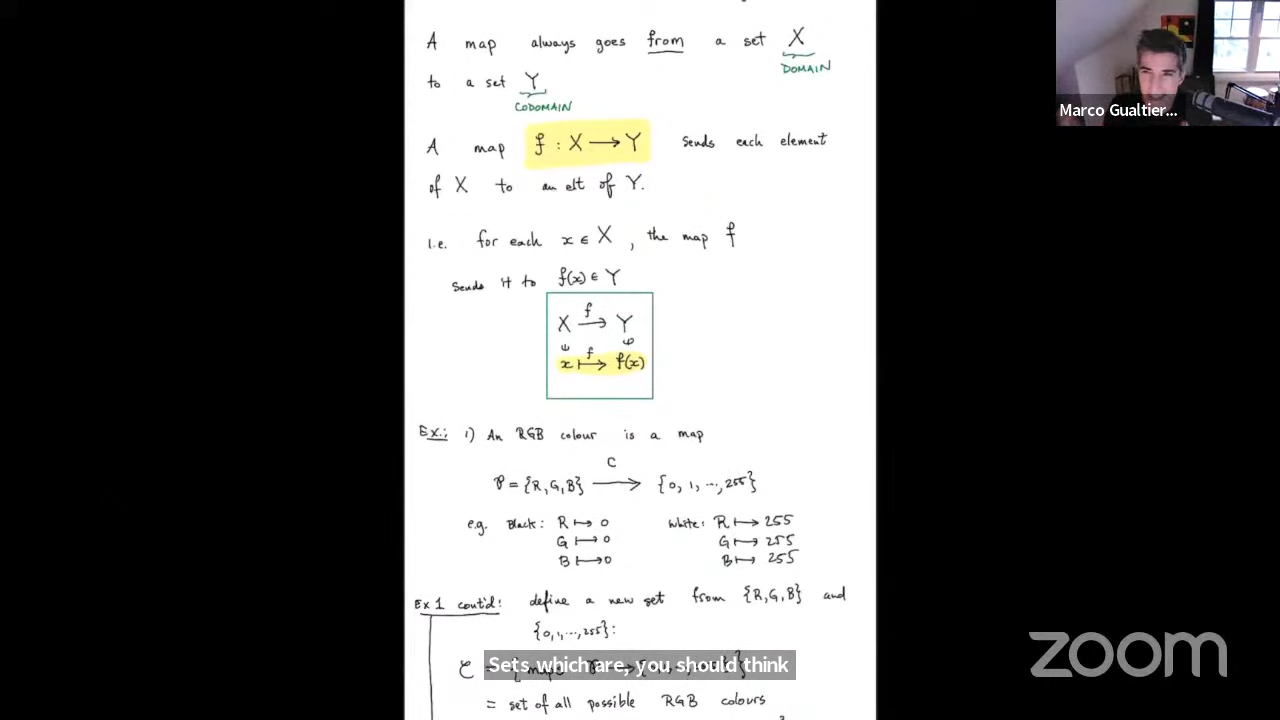 A map always goes from a set X
DOMAIN
to a set Y
CODOMAIN
A map f : X → Y sends each element
of X to an elt of Y.
I.e. for each x ∈ X, the map f
sends it to f(x) ∈ Y
X →f Y
x ↦f f(x)
Ex.: 1) An RGB colour is a map
C
P = {R, G, B} → {0, 1, ..., 255}
e.g. Black: R ↦ 0 White: R ↦ 255
G ↦ 0 G ↦ 255
B ↦ 0 B ↦ 255
Ex 1 cont'd: define a new set from {R, G, B} and
{0, 1, ..., 255}:
Sets which are, you should think
= set of all possible RGB colours
Marco Gualtier...
zoom